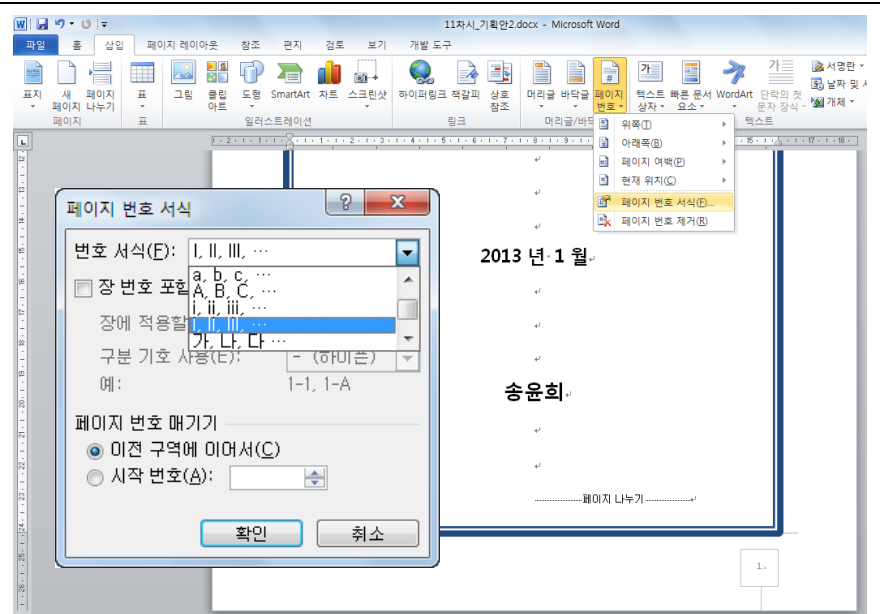 11차시_기획안2.docx - Microsoft Word
파일 홈 삽입 페이지 레이아웃 참조 편지 검토 보기 개발 도구
표지 새 페이지 페이지 나누기 표 그림 클립 아트 도형 SmartArt 차트 스크린샷 하이퍼링크 책갈피 상호 참조 머리글 바닥글 페이지 번호 텍스트 상자 빠른 문서 요소 WordArt 단락의 첫 문자 장식
서명란
날짜 및 시
개체
페이지 표 일러스트레이션 링크 머리글/바닥 텍스트
위쪽(T)
아래쪽(B)
페이지 여백(P)
현재 위치(C)
페이지 번호 서식(F)...
페이지 번호 제거(R)
페이지 번호 서식
번호 서식(F): I, II, III, …
a, b, c, …
A, B, C, …
i, ii, iii, …
I, II, III, …
가, 나, 다 …
장 번호 포함
장에 적용할
구분 기호 사용(E): - (하이픈)
예: 1-1, 1-A
페이지 번호 매기기
이전 구역에 이어서(C)
시작 번호(A):
확인 취소
2013 년 1 월
송윤희
페이지 나누기
1